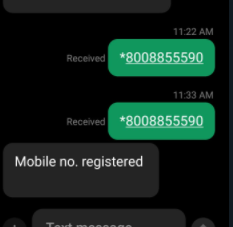 11:22 AM
Received *8008855590
11:33 AM
Received *8008855590
Mobile no. registered
Text message